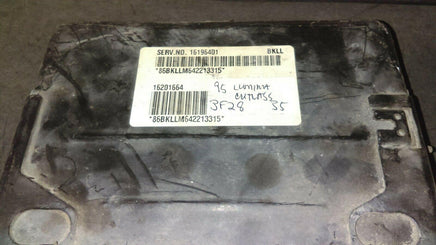 SERV.NO. 16196401 BKLL
*86BKLLM642213315*
16201664
95 LUMINA
CUTLASS
3F28 35
*86BKLLM642213315*